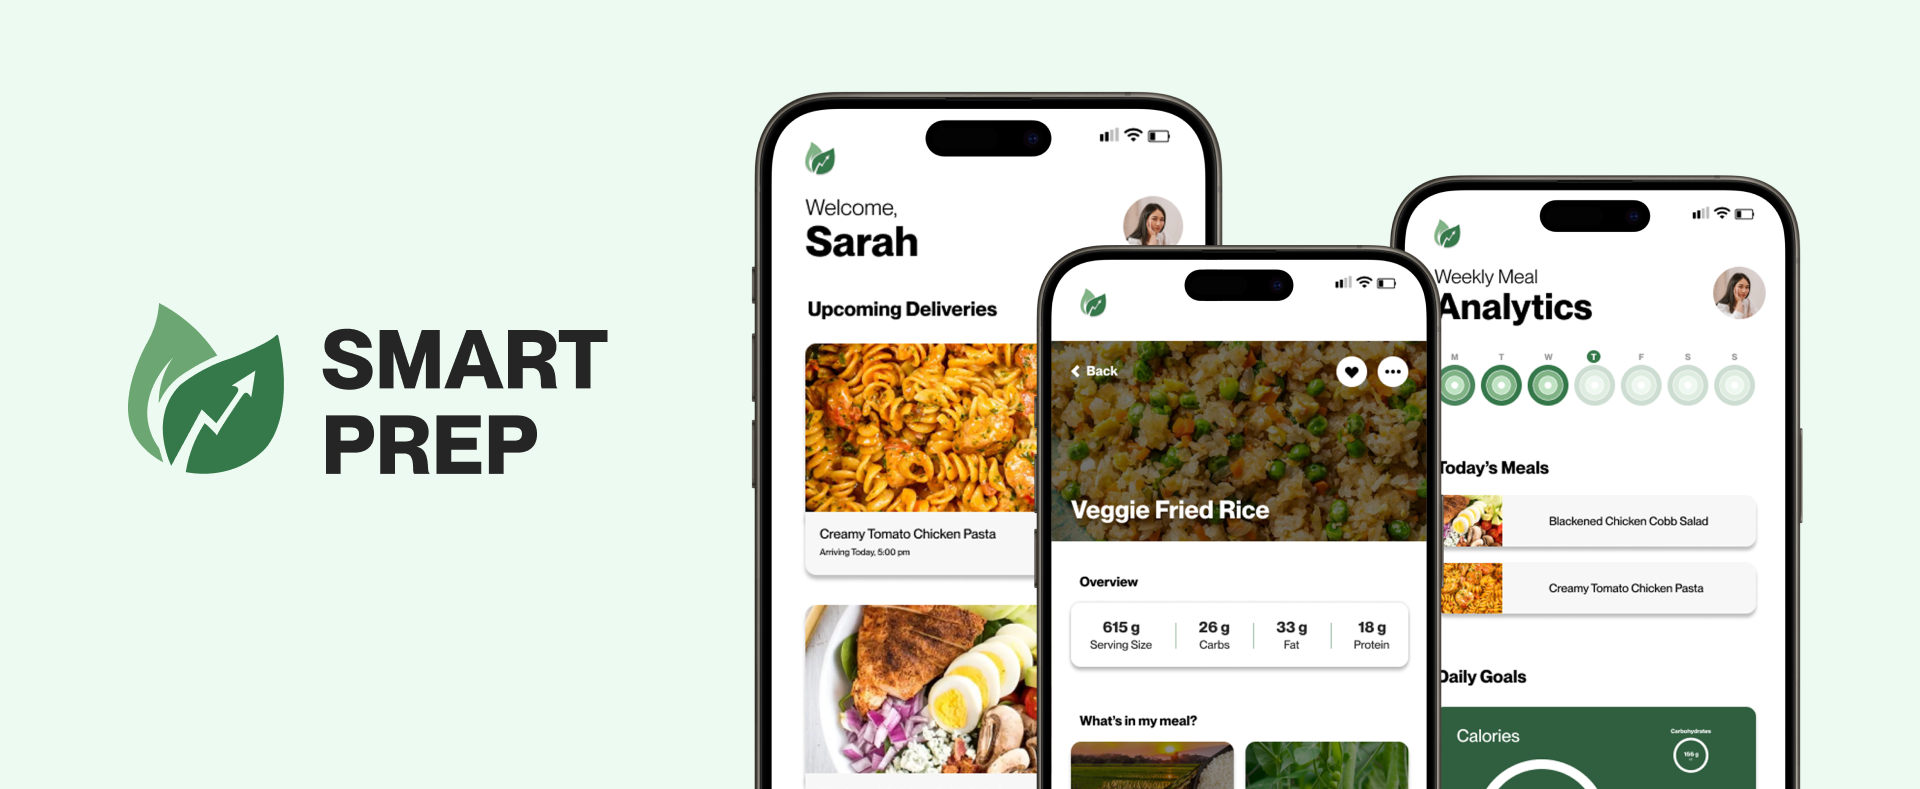 SMART
PREP
Welcome,
Sarah
Upcoming Deliveries
Creamy Tomato Chicken Pasta
Arriving Today, 5:00 pm
Back
Veggie Fried Rice
Overview
615 g 26 g 33 g 18 g
Serving Size Carbs Fat Protein
What's in my meal?
Weekly Meal
Analytics
M T W T F S S
Today's Meals
Blackened Chicken Cobb Salad
Creamy Tomato Chicken Pasta
Daily Goals
Calories
Carbohydrates